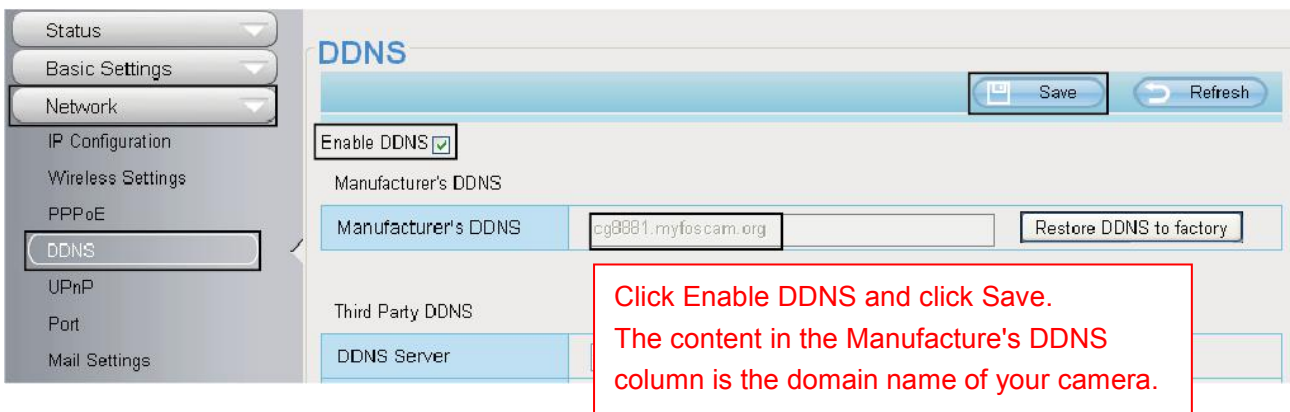 Status
Basic Settings
Network
IP Configuration
Wireless Settings
PPPoE
DDNS
UPnP
Port
Mail Settings
DDNS
Save
Refresh
Enable DDNS
Manufacturer's DDNS
Manufacturer's DDNS
cg8881.myfoscam.org
Restore DDNS to factory
Third Party DDNS
DDNS Server
Click Enable DDNS and click Save.
The content in the Manufacture's DDNS
column is the domain name of your camera.